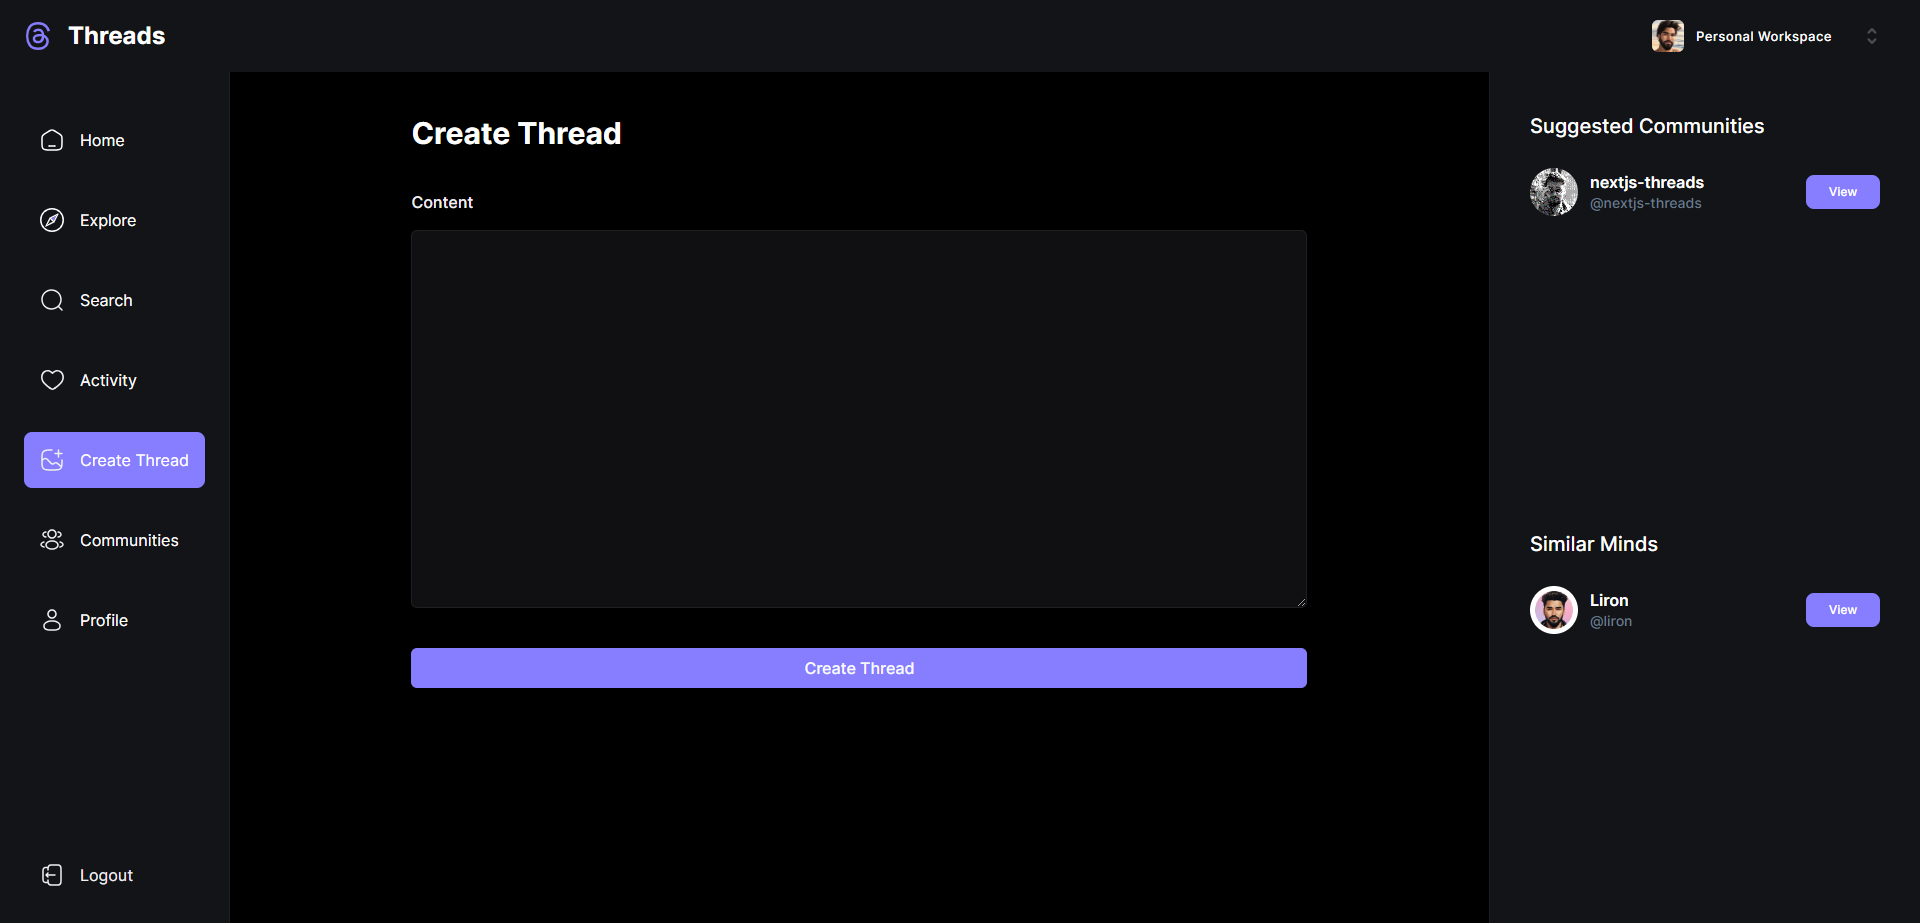 Threads
Personal Workspace
Home
Explore
Search
Activity
Create Thread
Communities
Profile
Logout
Create Thread
Content
Create Thread
Suggested Communities
nextjs-threads
@nextjs-threads
View
Similar Minds
Liron
@liron
View